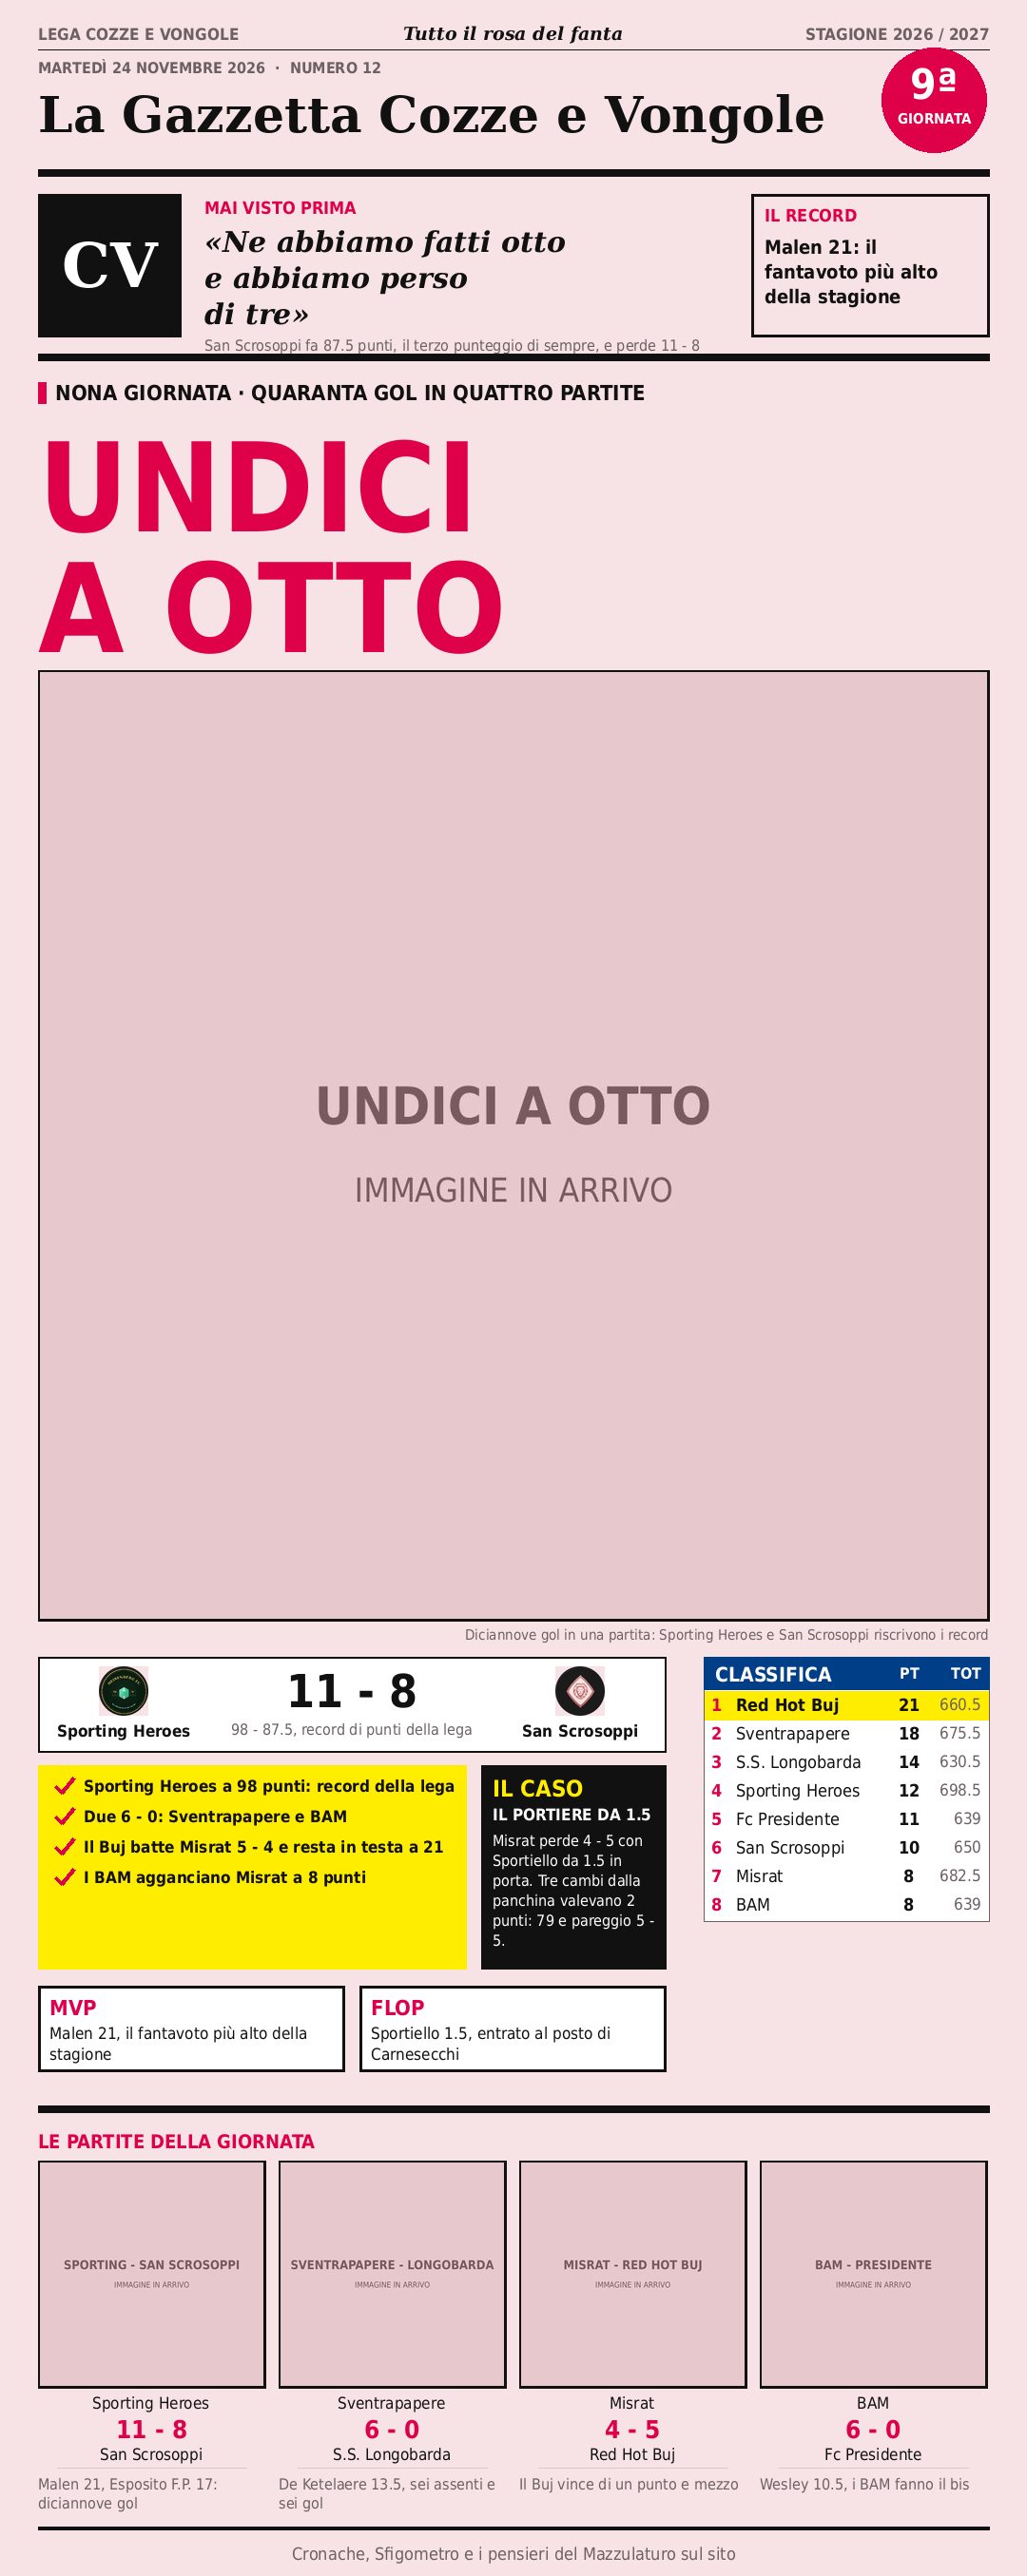 LEGA COZZE E VONGOLE
Tutto il rosa del fanta
STAGIONE 2026 / 2027
MARTEDÌ 24 NOVEMBRE 2026 · NUMERO 12
La Gazzetta Cozze e Vongole
9ª
GIORNATA
CV
MAI VISTO PRIMA
«Ne abbiamo fatti otto
e abbiamo perso
di tre»
San Scrosoppi fa 87.5 punti, il terzo punteggio di sempre, e perde 11 - 8
IL RECORD
Malen 21: il
fantavoto più alto
della stagione
NONA GIORNATA · QUARANTA GOL IN QUATTRO PARTITE
UNDICI
A OTTO
UNDICI A OTTO
IMMAGINE IN ARRIVO
Diciannove gol in una partita: Sporting Heroes e San Scrosoppi riscrivono i record
11 - 8
Sporting Heroes
98 - 87.5, record di punti della lega
San Scrosoppi
Sporting Heroes a 98 punti: record della lega
Due 6 - 0: Sventrapapere e BAM
Il Buj batte Misrat 5 - 4 e resta in testa a 21
I BAM agganciano Misrat a 8 punti
IL CASO
IL PORTIERE DA 1.5
Misrat perde 4 - 5 con
Sportiello da 1.5 in
porta. Tre cambi dalla
panchina valevano 2
punti: 79 e pareggio 5 -
5.
CLASSIFICA PT TOT
1 Red Hot Buj 21 660.5
2 Sventrapapere 18 675.5
3 S.S. Longobarda 14 630.5
4 Sporting Heroes 12 698.5
5 Fc Presidente 11 639
6 San Scrosoppi 10 650
7 Misrat 8 682.5
8 BAM 8 639
MVP
Malen 21, il fantavoto più alto della
stagione
FLOP
Sportiello 1.5, entrato al posto di
Carnesecchi
LE PARTITE DELLA GIORNATA
SPORTING - SAN SCROSOPPI
IMMAGINE IN ARRIVO
Sporting Heroes
11 - 8
San Scrosoppi
Malen 21, Esposito F.P. 17:
diciannove gol
SVENTRAPAPERE - LONGOBARDA
IMMAGINE IN ARRIVO
Sventrapapere
6 - 0
S.S. Longobarda
De Ketelaere 13.5, sei assenti e
sei gol
MISRAT - RED HOT BUJ
IMMAGINE IN ARRIVO
Misrat
4 - 5
Red Hot Buj
Il Buj vince di un punto e mezzo
BAM - PRESIDENTE
IMMAGINE IN ARRIVO
BAM
6 - 0
Fc Presidente
Wesley 10.5, i BAM fanno il bis
Cronache, Sfigometro e i pensieri del Mazzulaturo sul sito